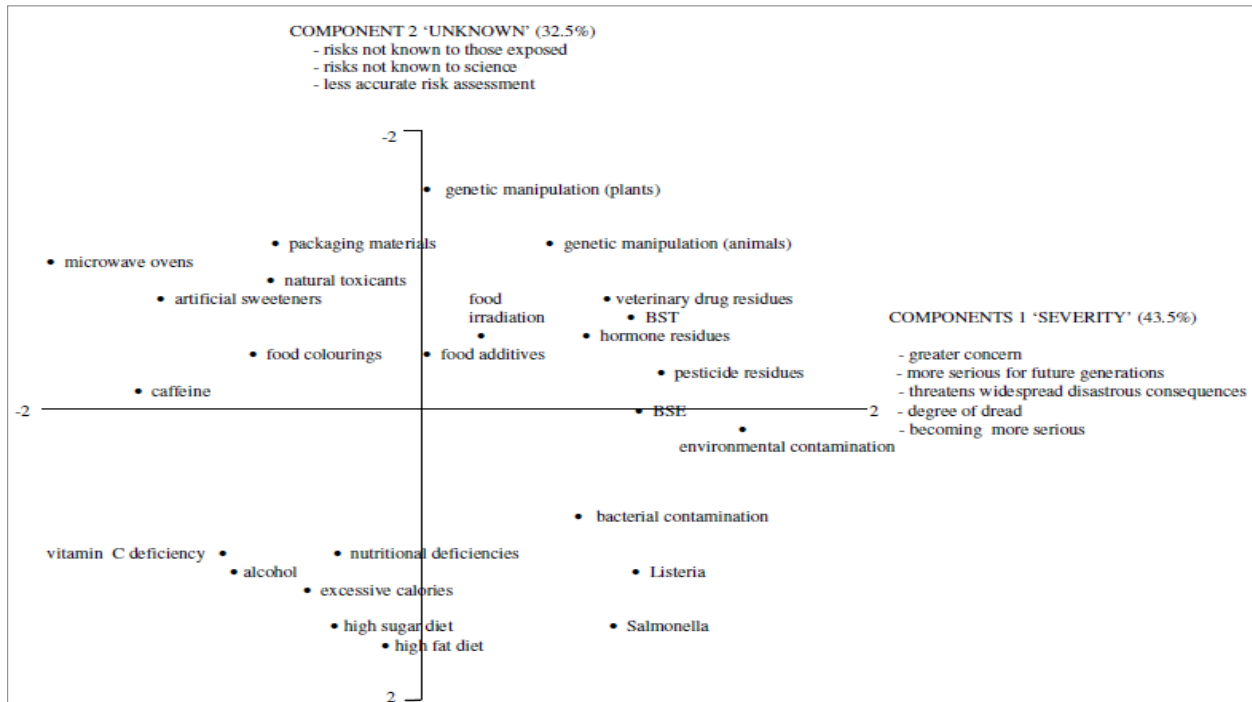 COMPONENT 2 ‘UNKNOWN’ (32.5%)
- risks not known to those exposed
- risks not known to science
- less accurate risk assessment
-2
genetic manipulation (plants)
packaging materials
genetic manipulation (animals)
microwave ovens
natural toxicants
artificial sweeteners
food
irradiation
veterinary drug residues
BST
COMPONENTS 1 ‘SEVERITY’ (43.5%)
hormone residues
food colourings
food additives
- greater concern
pesticide residues
- more serious for future generations
caffeine
- threatens widespread disastrous consequences
-2
BSE
2
- degree of dread
- becoming more serious
environmental contamination
bacterial contamination
vitamin C deficiency
nutritional deficiencies
alcohol
Listeria
excessive calories
high sugar diet
Salmonella
high fat diet
2